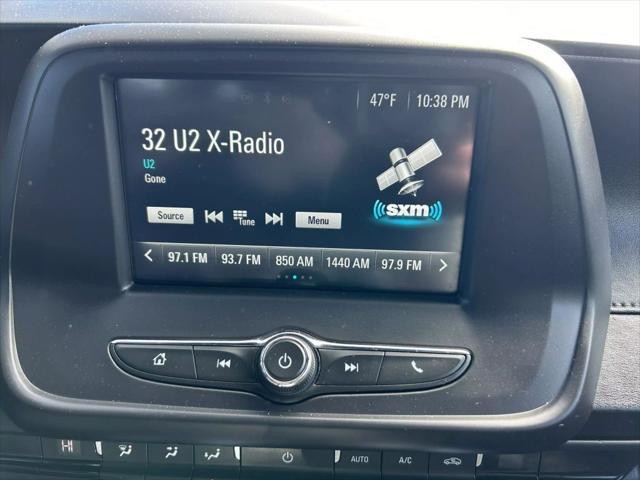 47°F 10:38 PM
32 U2 X-Radio
U2
Gone
sxm
Source Tune Menu
97.1 FM 93.7 FM 850 AM 1440 AM 97.9 FM
AUTO A/C